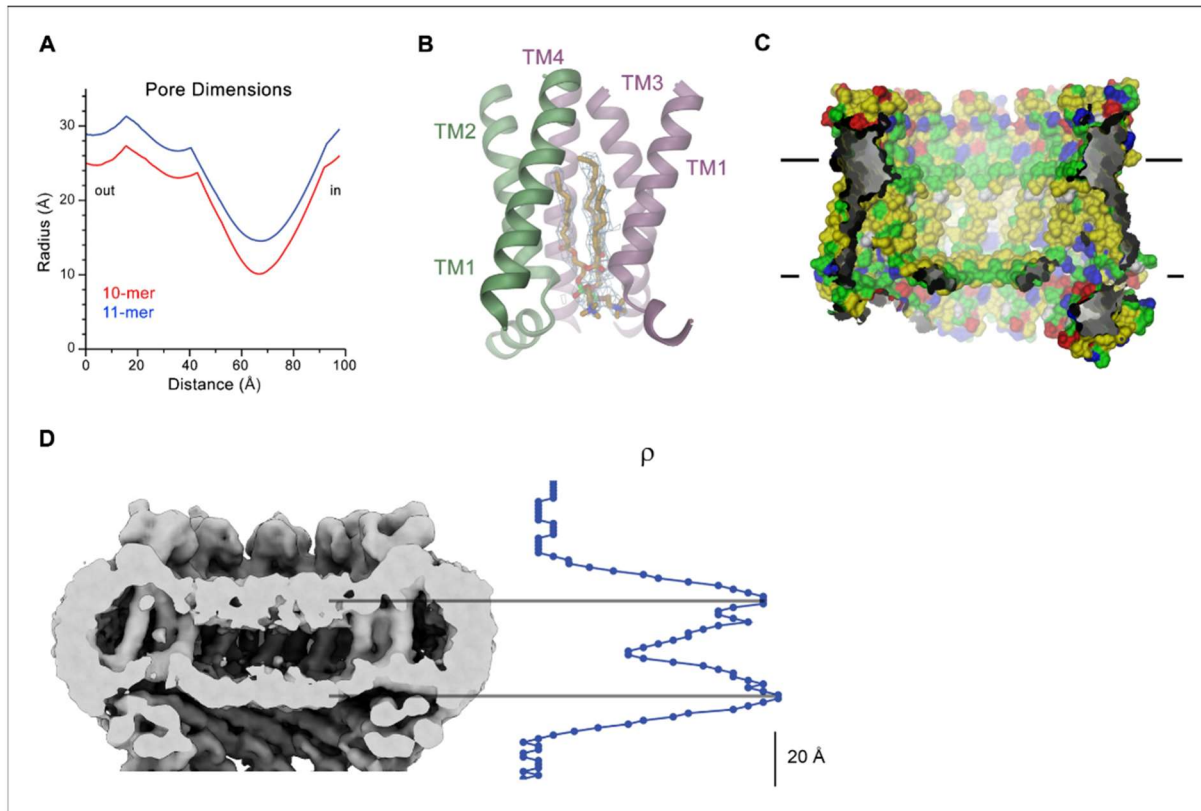 A
Pore Dimensions
30
20
10
0
Radius (Å)
out
in
10-mer
11-mer
0 20 40 60 80 100
Distance (Å)
B
TM4
TM3
TM2
TM1
TM1
C
D
ρ
20 Å